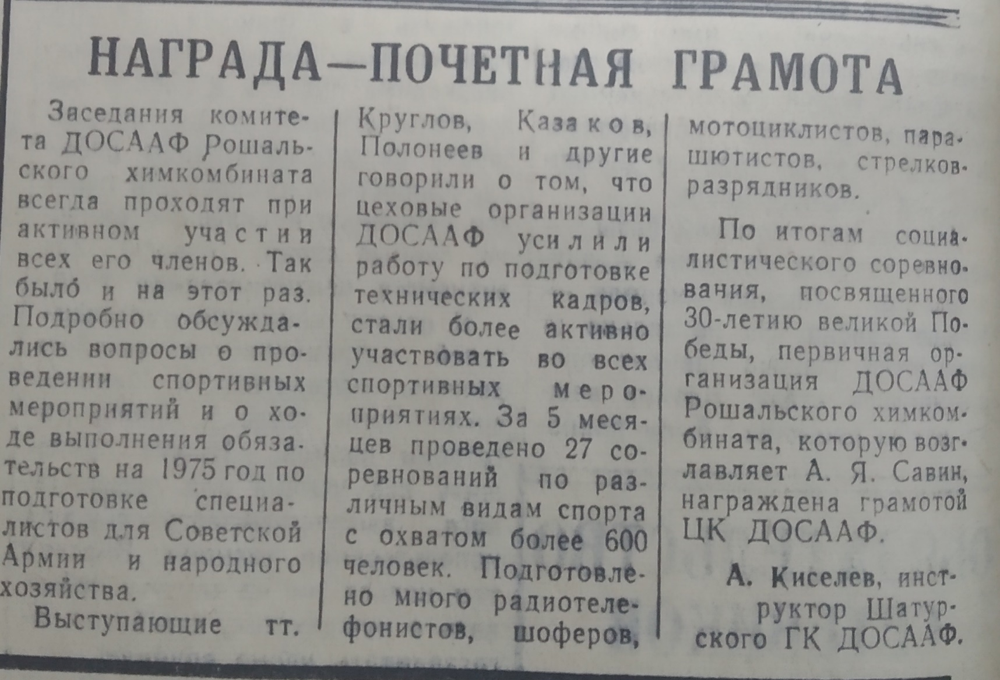 НАГРАДА—ПОЧЕТНАЯ ГРАМОТА
Заседания комите-
та ДОСААФ Рошаль-
ского химкомбината
всегда проходят при
активном участии
всех его членов. Так
было и на этот раз.
Подробно обсужда-
лись вопросы о про-
ведении спортивных
мероприятий и о хо-
де выполнения обяза-
тельств на 1975 год по
подготовке специа-
листов для Советской
Армии и народного
хозяйства.
Выступающие тт.
Круглов, Казаков,
Полонеев и другие
говорили о том, что
цеховые организации
ДОСААФ усилили
работу по подготовке
технических кадров,
стали более активно
участвовать во всех
спортивных меро-
приятиях. За 5 меся-
цев проведено 27 со-
ревнований по раз-
личным видам спорта
с охватом более 600
человек. Подготовле-
но много радиотеле-
фонистов, шоферов,
мотоциклистов, пара-
шютистов, стрелков-
разрядников.
По итогам социа-
листического соревно-
вания, посвященного
30-летию великой По-
беды, первичная ор-
ганизация ДОСААФ
Рошальского химком-
бината, которую возг-
лавляет А. Я. Савин,
награждена грамотой
ЦК ДОСААФ.
А. Киселев, инст-
руктор Шатур-
ского ГК ДОСААФ.